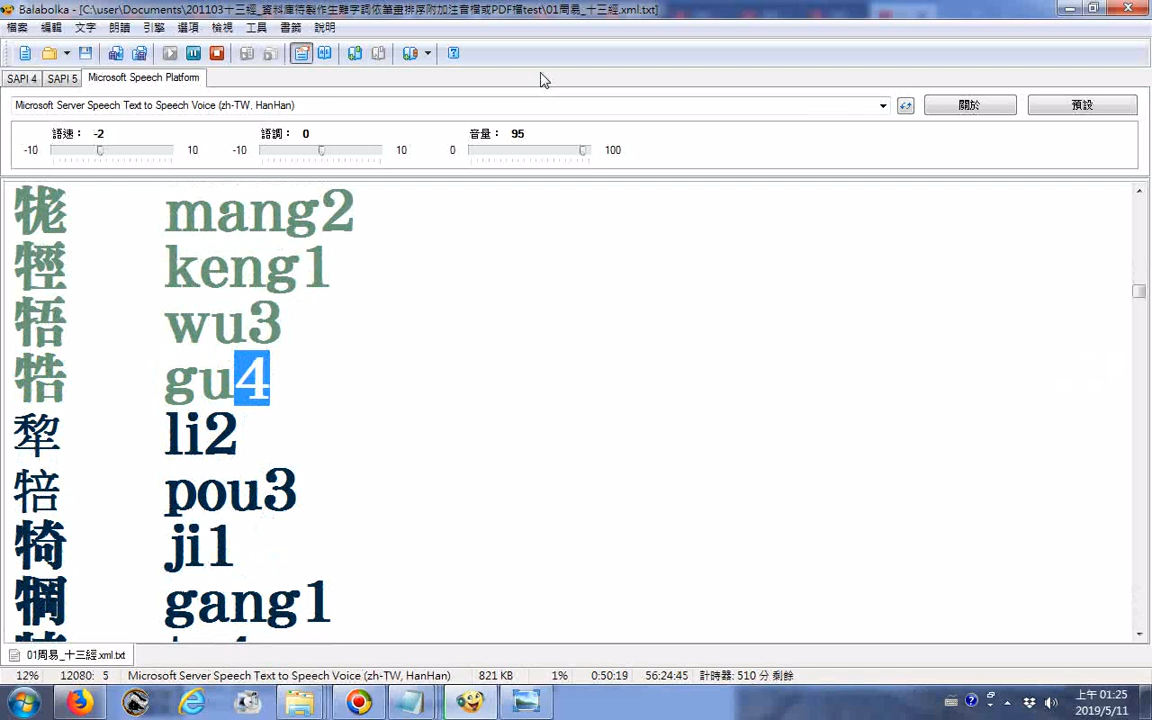 Balabolka - [C:\user\Documents\201103十三經_資料庫待製作生難字詞依筆畫排序附加注音檔或PDF檔test\01周易_十三經.xml.txt]
檔案 編輯 文字 朗讀 引擎 選項 檢視 工具 書籤 說明
SAPI 4 SAPI 5 Microsoft Speech Platform
Microsoft Server Speech Text to Speech Voice (zh-TW, HanHan) 關於 預設
語速： -2 語調： 0 音量： 95
-10 10 -10 10 0 100
牻 mang2
牼 keng1
牾 wu3
牿 gu4
犂 li2
犃 pou3
犄 ji1
犅 gang1
01周易_十三經.xml.txt
12% 12080: 5 Microsoft Server Speech Text to Speech Voice (zh-TW, HanHan) 821 KB 1% 0:50:19 56:24:45 計時器: 510 分 剩餘
上午 01:25
2019/5/11